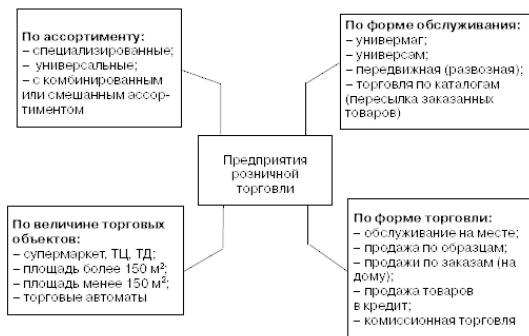 По ассортименту:
– специализированные;
– универсальные;
– с комбинированным
или смешанным ассор-
тиментом
По форме обслуживания:
– универмаг;
– универсам;
– передвижная (развозная);
– торговля по каталогам
(пересылка заказанных
товаров)
Предприятия
розничной
торговли
По величине торговых
объектов:
– супермаркет, ТЦ, ТД;
– площадь более 150 м²;
– площадь менее 150 м²;
– торговые автоматы
По форме торговли:
– обслуживание на месте;
– продажа по образцам;
– продажи по заказам (на
дому);
– продажа товаров
в кредит;
– комиссионная торговля